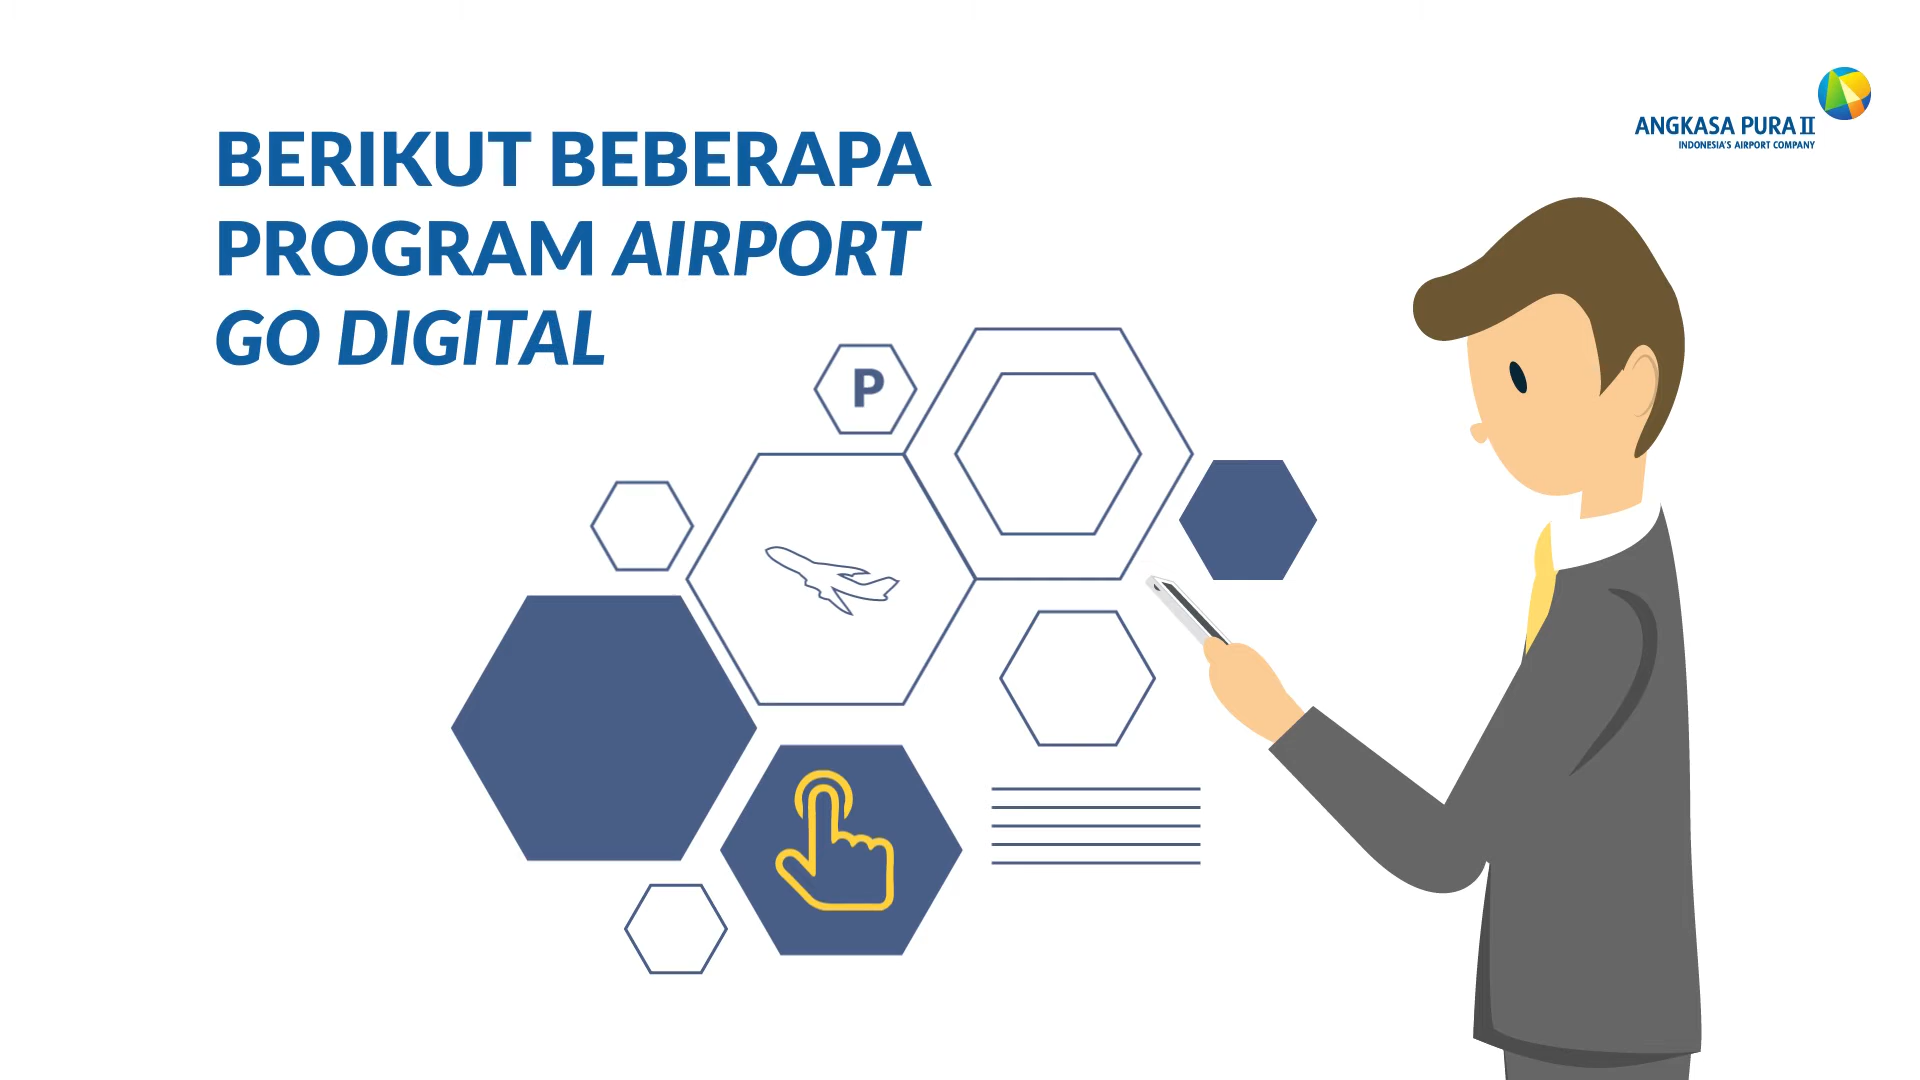 BERIKUT BEBERAPA
PROGRAM AIRPORT
GO DIGITAL
ANGKASA PURA II
INDONESIA'S AIRPORT COMPANY
P